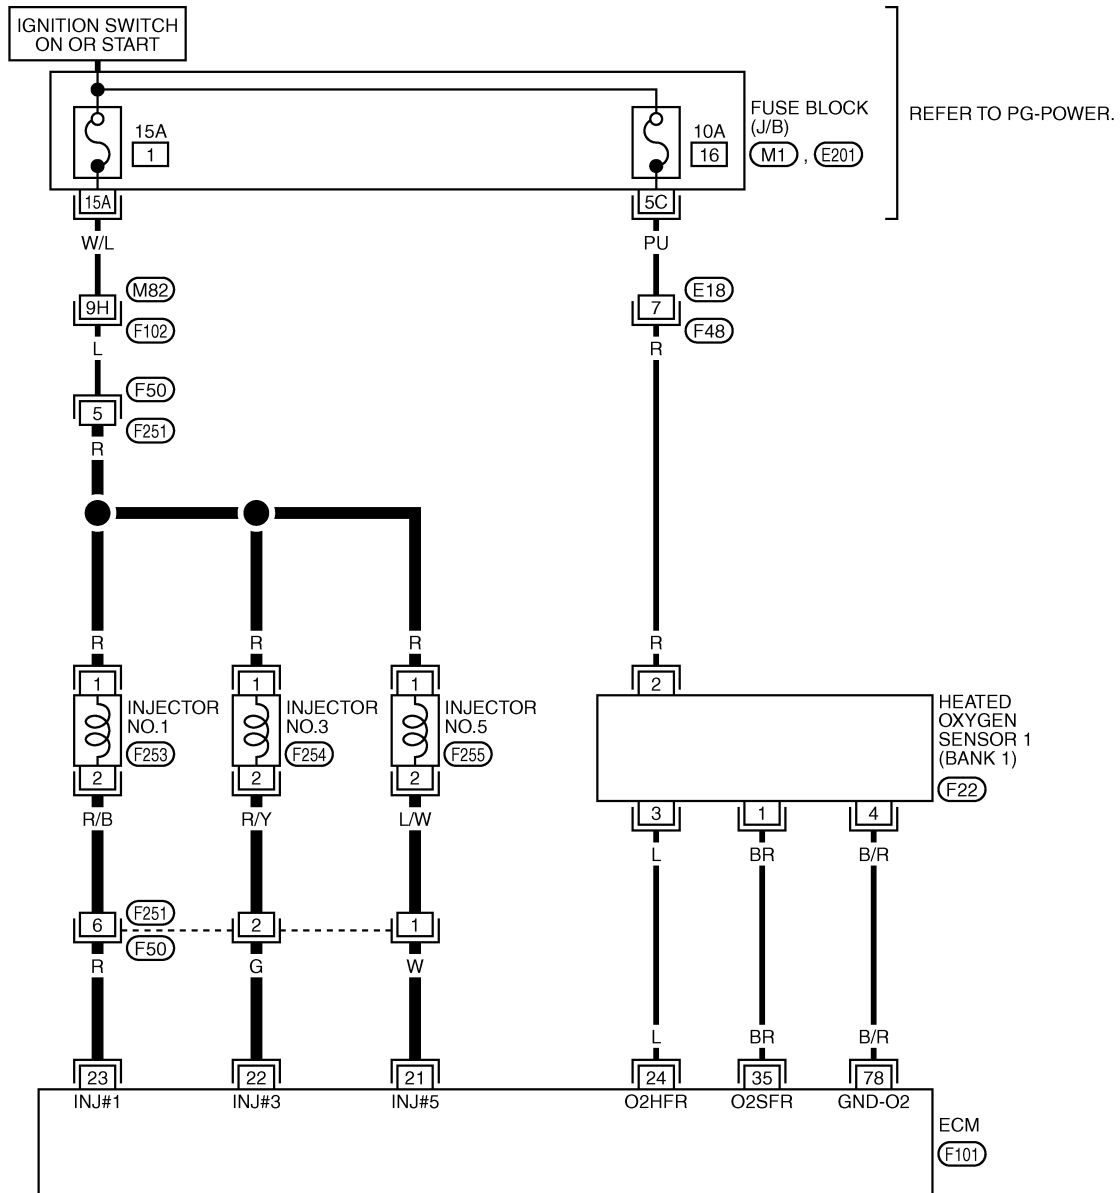 IGNITION SWITCH
ON OR START
FUSE BLOCK
(J/B)
REFER TO PG-POWER.
15A
1
10A
16
M1 , E201
15A
5C
W/L
PU
M82
E18
9H
7
F102
F48
L
R
F50
5
F251
R
R
R
R
R
1
1
1
2
INJECTOR
NO.1
F253
INJECTOR
NO.3
F254
INJECTOR
NO.5
F255
HEATED
OXYGEN
SENSOR 1
(BANK 1)
F22
2
2
2
3
1
4
R/B
R/Y
L/W
L
BR
B/R
6
F251
F50
2
1
R
G
W
L
BR
B/R
23
22
21
24
35
78
INJ#1
INJ#3
INJ#5
O2HFR
O2SFR
GND-O2
ECM
F101